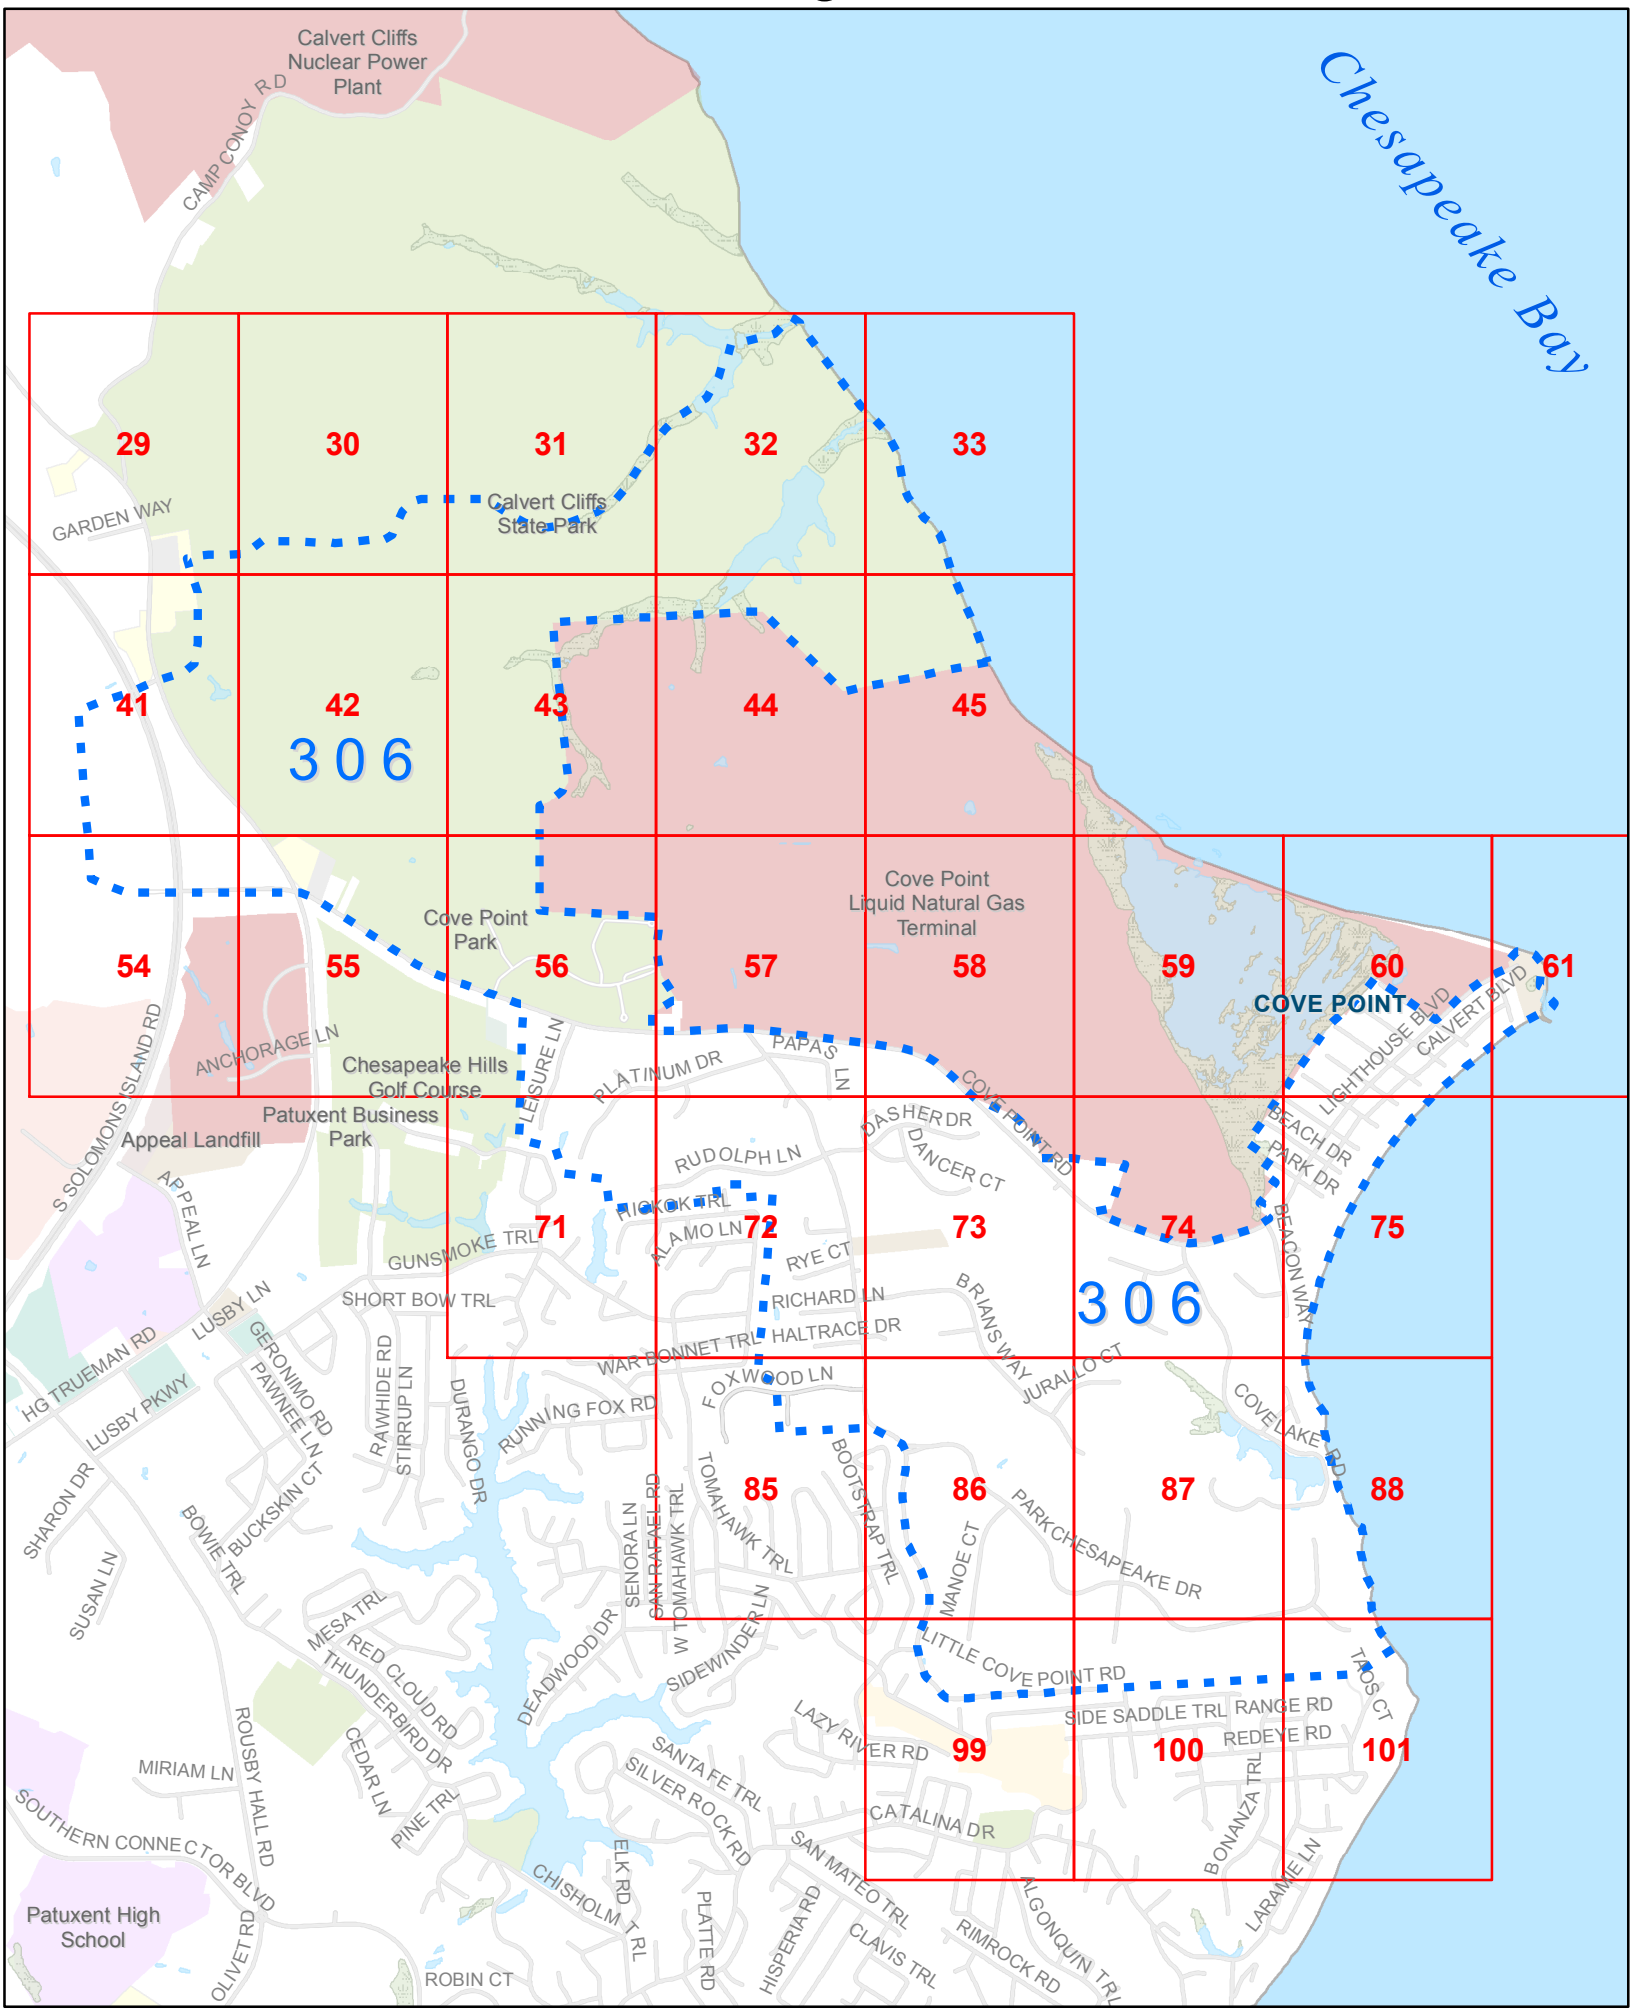 Calvert Cliffs
Nuclear Power
Plant
CAMP CONOY RD
Chesapeake Bay
29
30
31
32
33
Calvert Cliffs
State Park
GARDEN WAY
41
42
43
44
45
306
Cove Point
Liquid Natural Gas
Terminal
Cove Point
Park
54
55
56
57
58
59
60
61
COVE POINT
LIGHTHOUSE BLVD
CALVERT BLVD
S SOLOMONS ISLAND RD
ANCHORAGE LN
Chesapeake Hills
Golf Course
LEISURE LN
PLATINUM DR
PAPAS LN
COVE POINT RD
Patuxent Business
Park
Appeal Landfill
APPEAL LN
DASHER DR
DANCER CT
BEACH DR
PARK DR
RUDOLPH LN
HICKOK TRL
ALAMO LN
71
72
73
74
75
GUNSMOKE TRL
RYE CT
BEACON WAY
306
SHORT BOW TRL
RICHARD LN
BRIANS WAY
LUSBY LN
HALTRACE DR
WAR BONNET TRL
JURALLO CT
HG TRUEMAN RD
GERONIMO RD
PAWNEE LN
RAWHIDE RD
STIRRUP LN
DURANGO DR
FOXWOOD LN
RUNNING FOX RD
LUSBY PKWY
COVE LAKE RD
BOOTSTRAP TRL
TOMAHAWK TRL
85
86
87
88
SHARON DR
BUCKSKIN CT
BOWIE TRL
SENORA LN
SAN RAFAEL RD
W TOMAHAWK TRL
MANOE CT
PARKCHESAPEAKE DR
SUSAN LN
MESA TRL
RED CLOUD RD
THUNDERBIRD DR
DEADWOOD DR
SIDEWINDER LN
LITTLE COVE POINT RD
TAOS CT
SIDE SADDLE TRL
RANGE RD
REDEYE RD
ROUSBY HALL RD
CEDAR LN
LAZY RIVER RD
99
100
101
MIRIAM LN
SANTA FE TRL
SILVER ROCK RD
BONANZA TRL
PINE TRL
CATALINA DR
SOUTHERN CONNECTOR BLVD
SAN MATEO TRL
LARAMIE LN
ELK RD
CHISHOLM TRL
PLATTE RD
HISPERIA RD
CLAVIS TRL
RIMROCK RD
ALGONQUIN TRL
Patuxent High
School
OLIVET RD
ROBIN CT